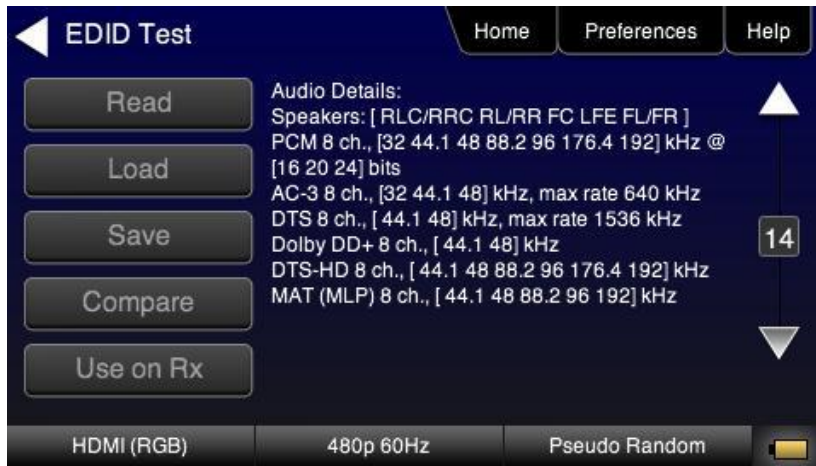 EDID Test
Home
Preferences
Help
Read
Load
Save
Compare
Use on Rx
Audio Details:
Speakers: [ RLC/RRC RL/RR FC LFE FL/FR ]
PCM 8 ch., [32 44.1 48 88.2 96 176.4 192] kHz @
[16 20 24] bits
AC-3 8 ch., [32 44.1 48] kHz, max rate 640 kHz
DTS 8 ch., [ 44.1 48] kHz, max rate 1536 kHz
Dolby DD+ 8 ch., [ 44.1 48] kHz
DTS-HD 8 ch., [ 44.1 48 88.2 96 176.4 192] kHz
MAT (MLP) 8 ch., [ 44.1 48 88.2 96 192] kHz
14
HDMI (RGB)
480p 60Hz
Pseudo Random